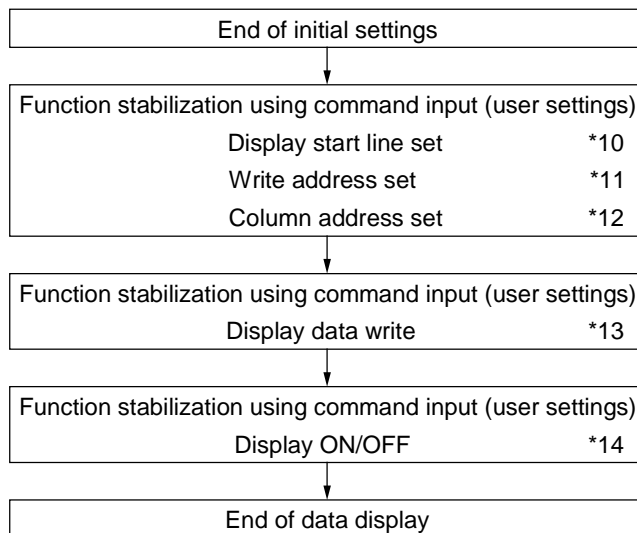 End of initial settings
Function stabilization using command input (user settings)
Display start line set *10
Write address set *11
Column address set *12
Function stabilization using command input (user settings)
Display data write *13
Function stabilization using command input (user settings)
Display ON/OFF *14
End of data display